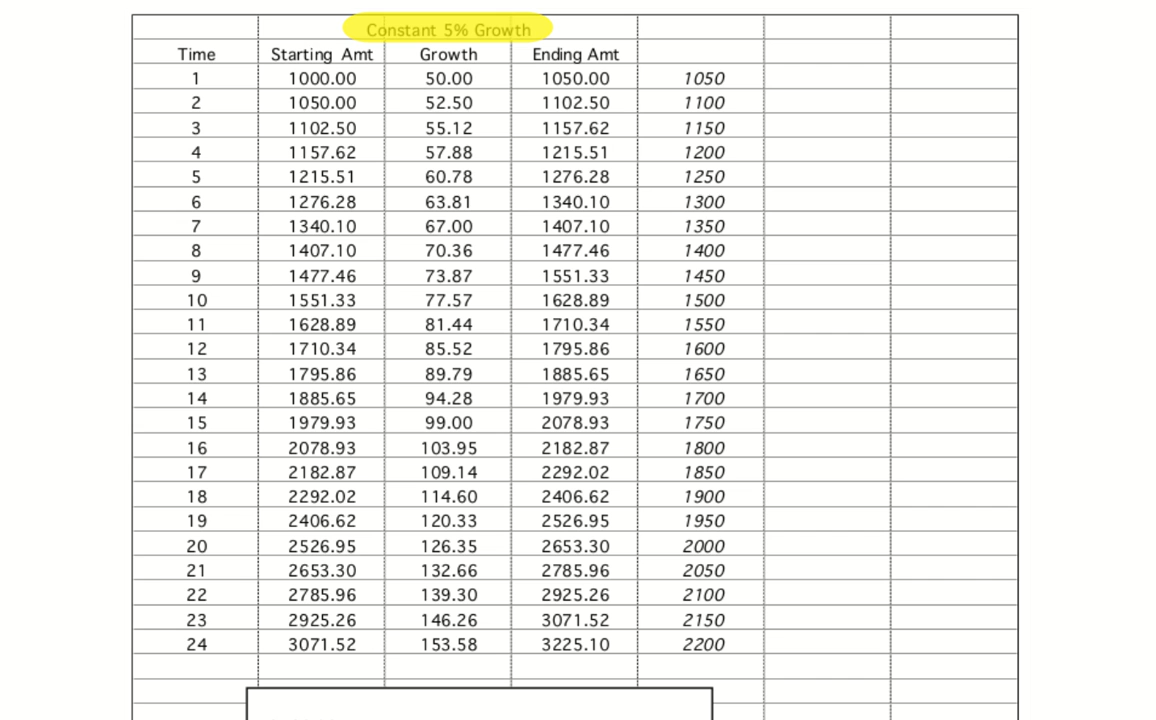 Constant 5% Growth
Time Starting Amt Growth Ending Amt
1 1000.00 50.00 1050.00 1050
2 1050.00 52.50 1102.50 1100
3 1102.50 55.12 1157.62 1150
4 1157.62 57.88 1215.51 1200
5 1215.51 60.78 1276.28 1250
6 1276.28 63.81 1340.10 1300
7 1340.10 67.00 1407.10 1350
8 1407.10 70.36 1477.46 1400
9 1477.46 73.87 1551.33 1450
10 1551.33 77.57 1628.89 1500
11 1628.89 81.44 1710.34 1550
12 1710.34 85.52 1795.86 1600
13 1795.86 89.79 1885.65 1650
14 1885.65 94.28 1979.93 1700
15 1979.93 99.00 2078.93 1750
16 2078.93 103.95 2182.87 1800
17 2182.87 109.14 2292.02 1850
18 2292.02 114.60 2406.62 1900
19 2406.62 120.33 2526.95 1950
20 2526.95 126.35 2653.30 2000
21 2653.30 132.66 2785.96 2050
22 2785.96 139.30 2925.26 2100
23 2925.26 146.26 3071.52 2150
24 3071.52 153.58 3225.10 2200